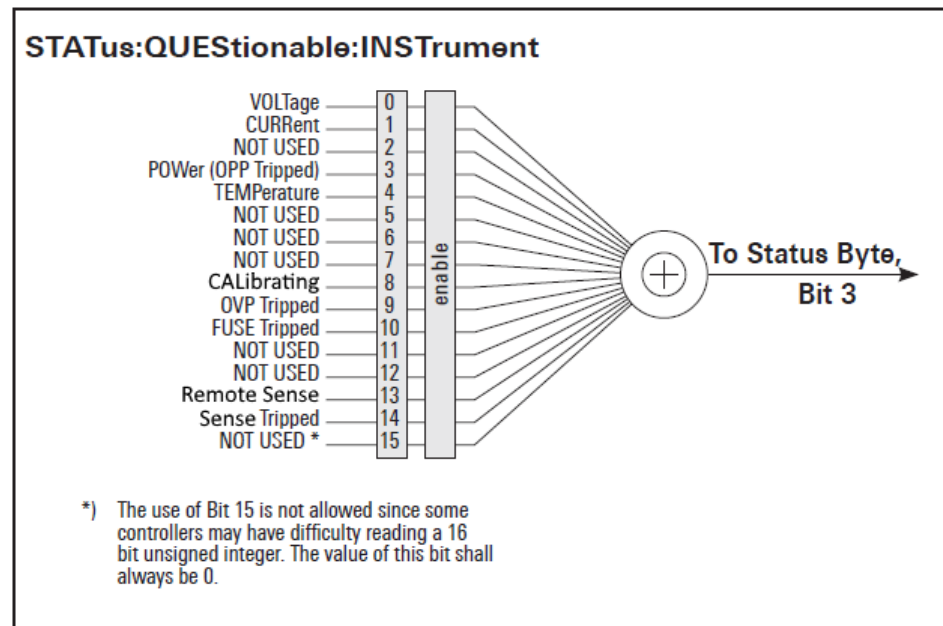 STATus:QUEStionable:INSTrument
VOLTage 0
CURRent 1
NOT USED 2
POWer (OPP Tripped) 3
TEMPerature 4
NOT USED 5
NOT USED 6
NOT USED 7
CALibrating 8
OVP Tripped 9
FUSE Tripped 10
NOT USED 11
NOT USED 12
Remote Sense 13
Sense Tripped 14
NOT USED * 15
enable
To Status Byte,
Bit 3
*) The use of Bit 15 is not allowed since some
controllers may have difficulty reading a 16
bit unsigned integer. The value of this bit shall
always be 0.